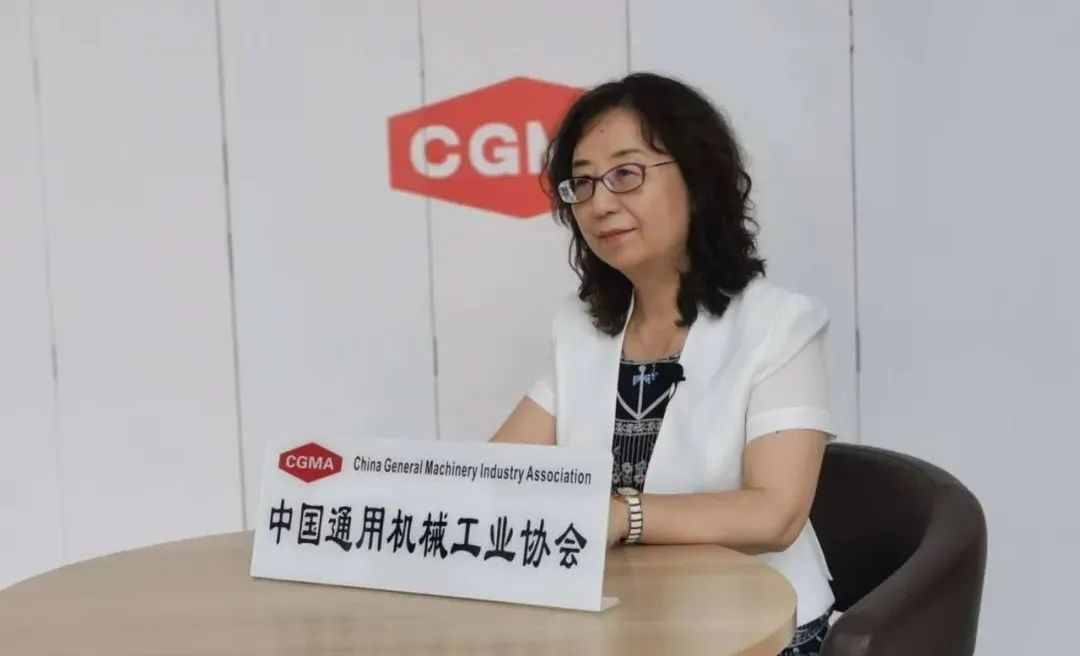 CGMA
CGMA China General Machinery Industry Association
中国通用机械工业协会